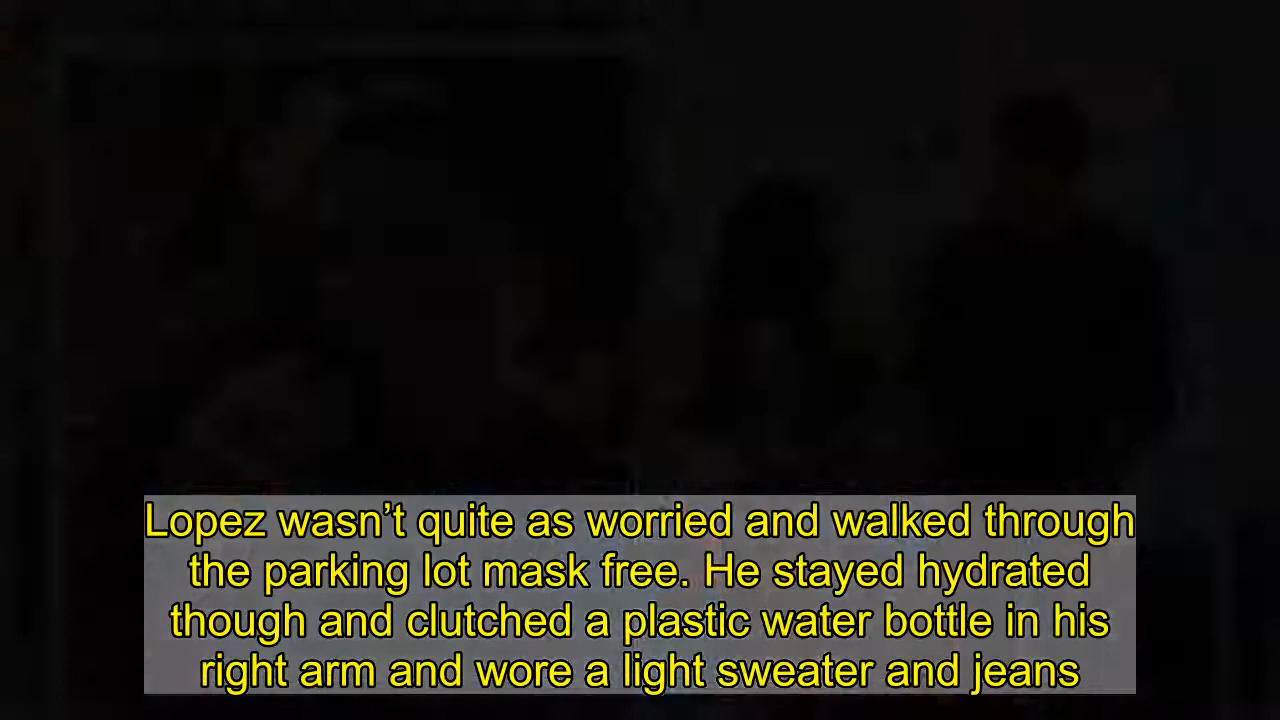 Lopez wasn’t quite as worried and walked through
the parking lot mask free. He stayed hydrated
though and clutched a plastic water bottle in his
right arm and wore a light sweater and jeans